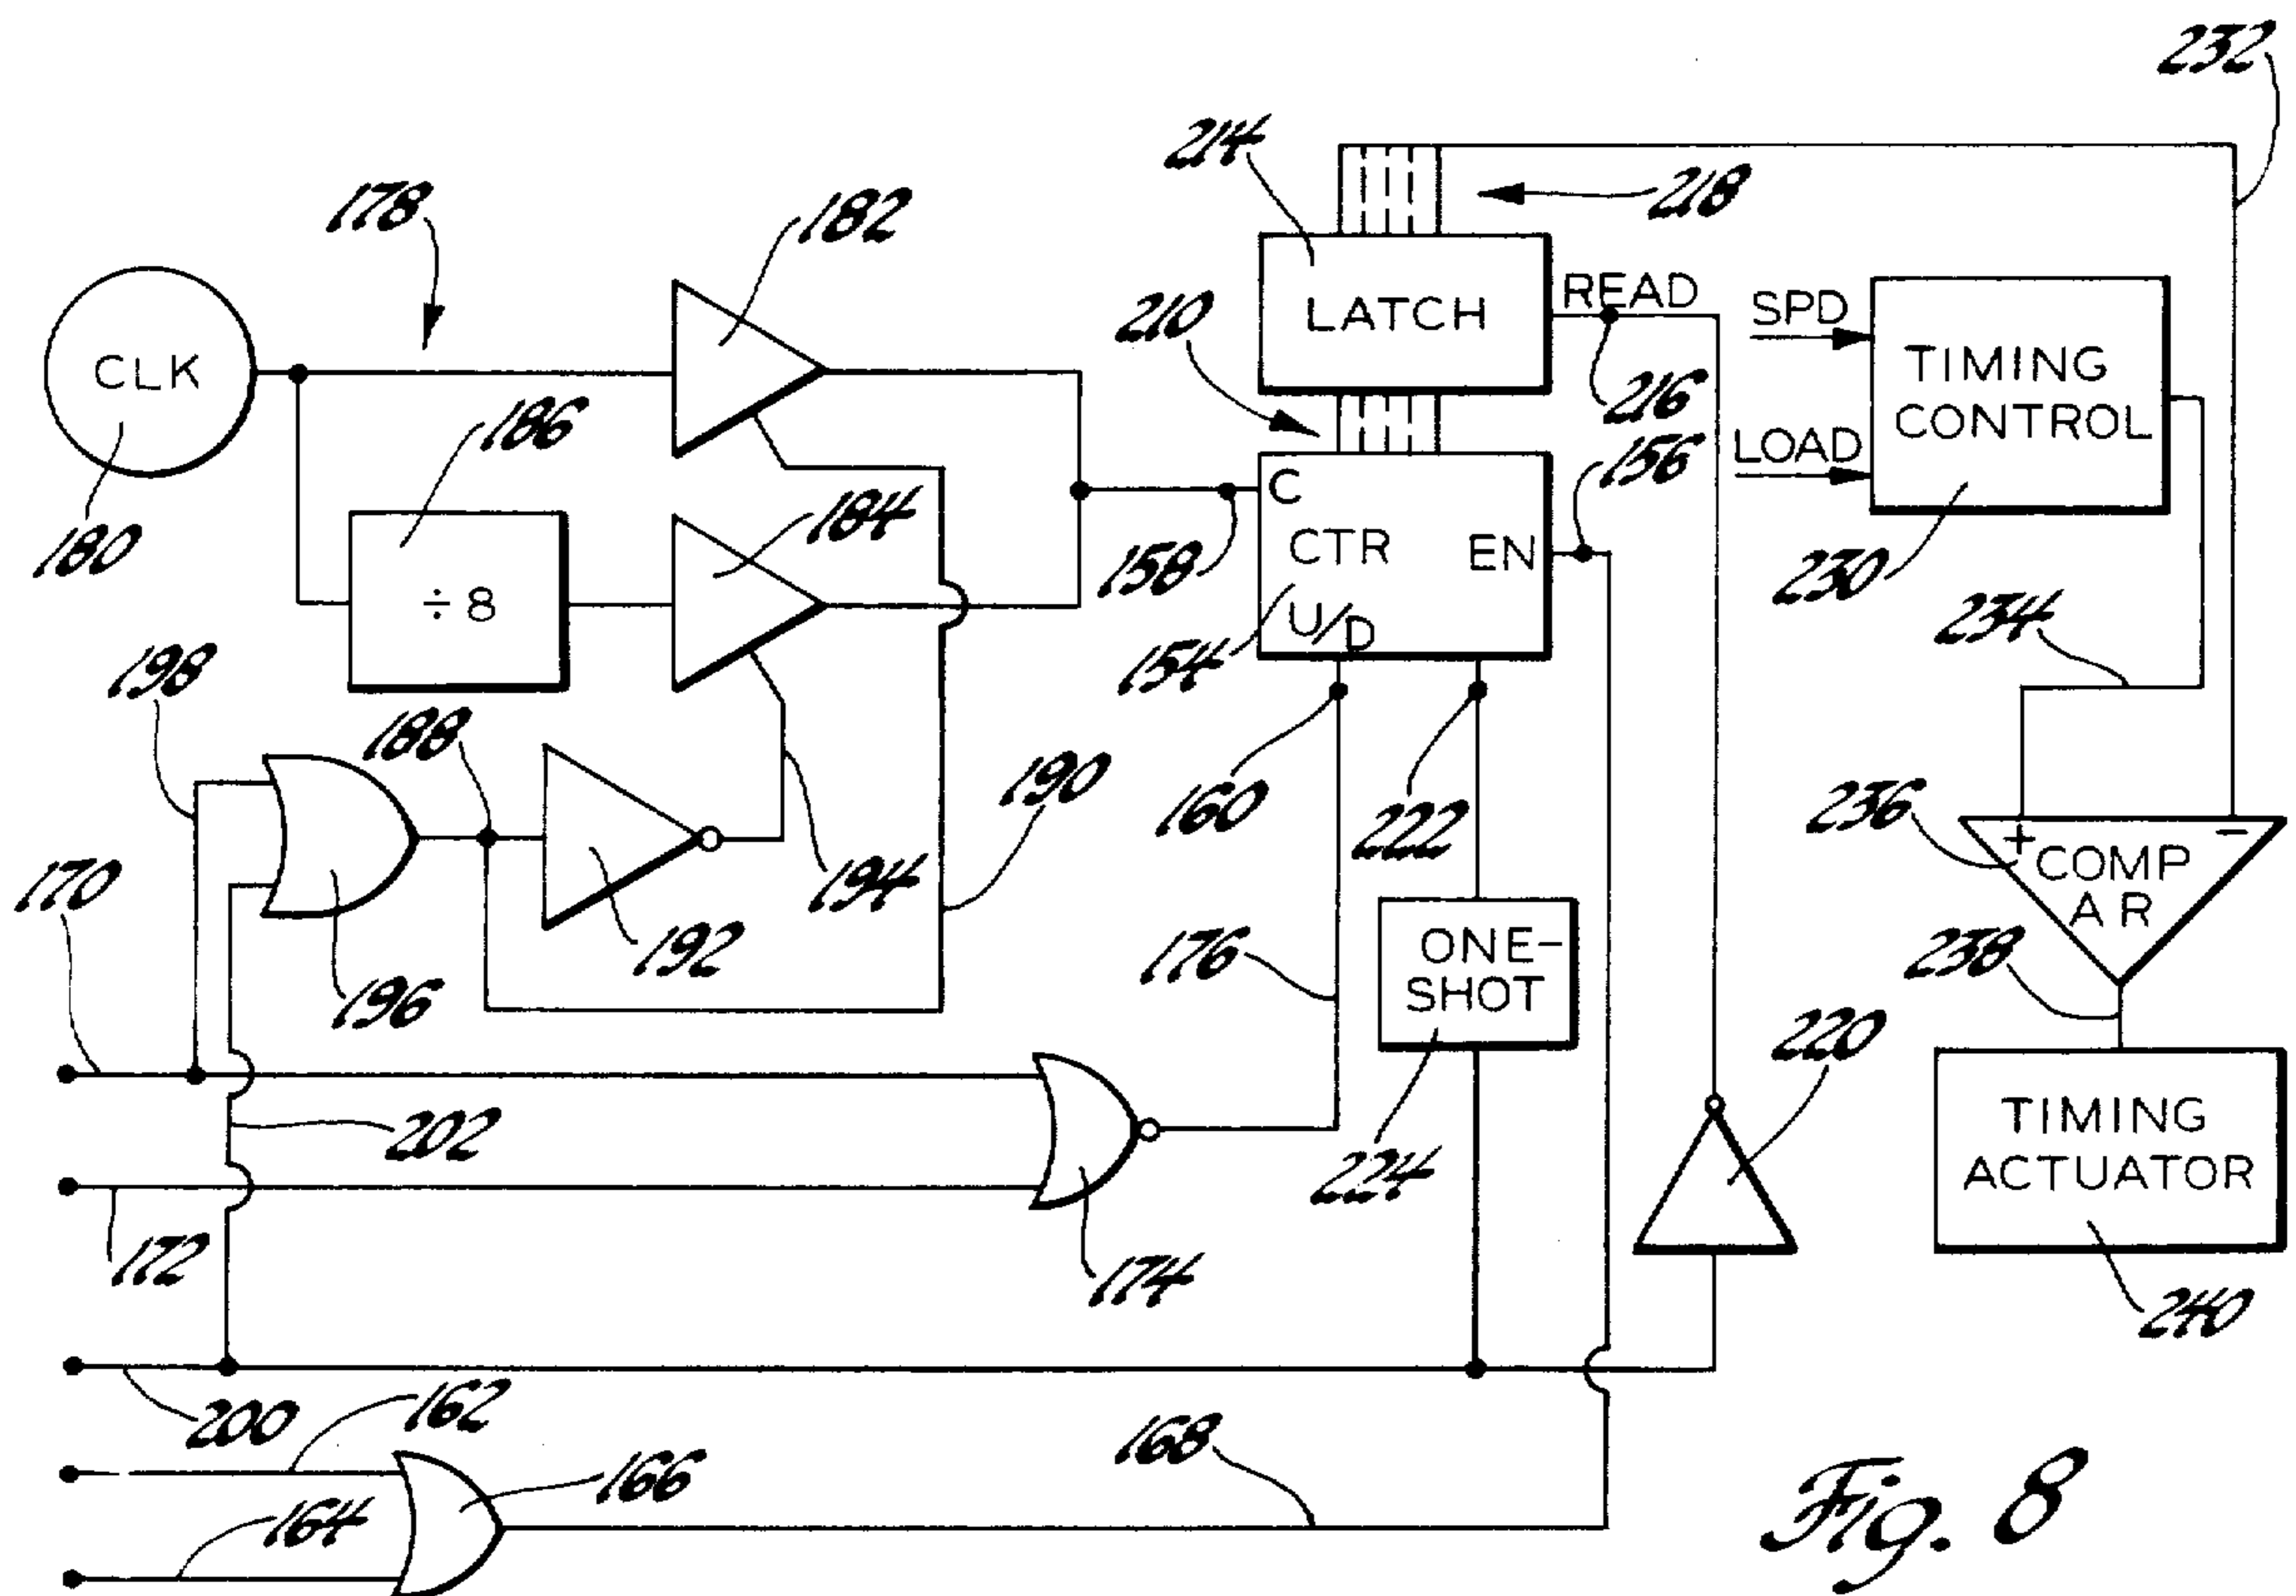 232
214
218
178
182
LATCH
READ
210
SPD
TIMING
CONTROL
CLK
186
216
LOAD
156
180
÷ 8
184
158
C
CTR
EN
U/D
154
230
234
198
188
190
160
222
236
+
−
COMP
AR
170
194
192
196
176
ONE-
SHOT
238
220
202
224
TIMING
ACTUATOR
172
174
240
200
162
168
166
164
Fig. 8